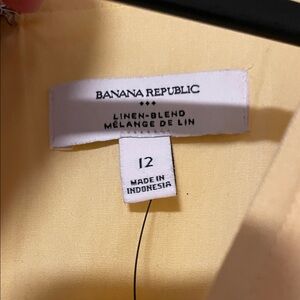 BANANA REPUBLIC
LINEN-BLEND
MÉLANGE DE LIN
12
MADE IN
INDONESIA